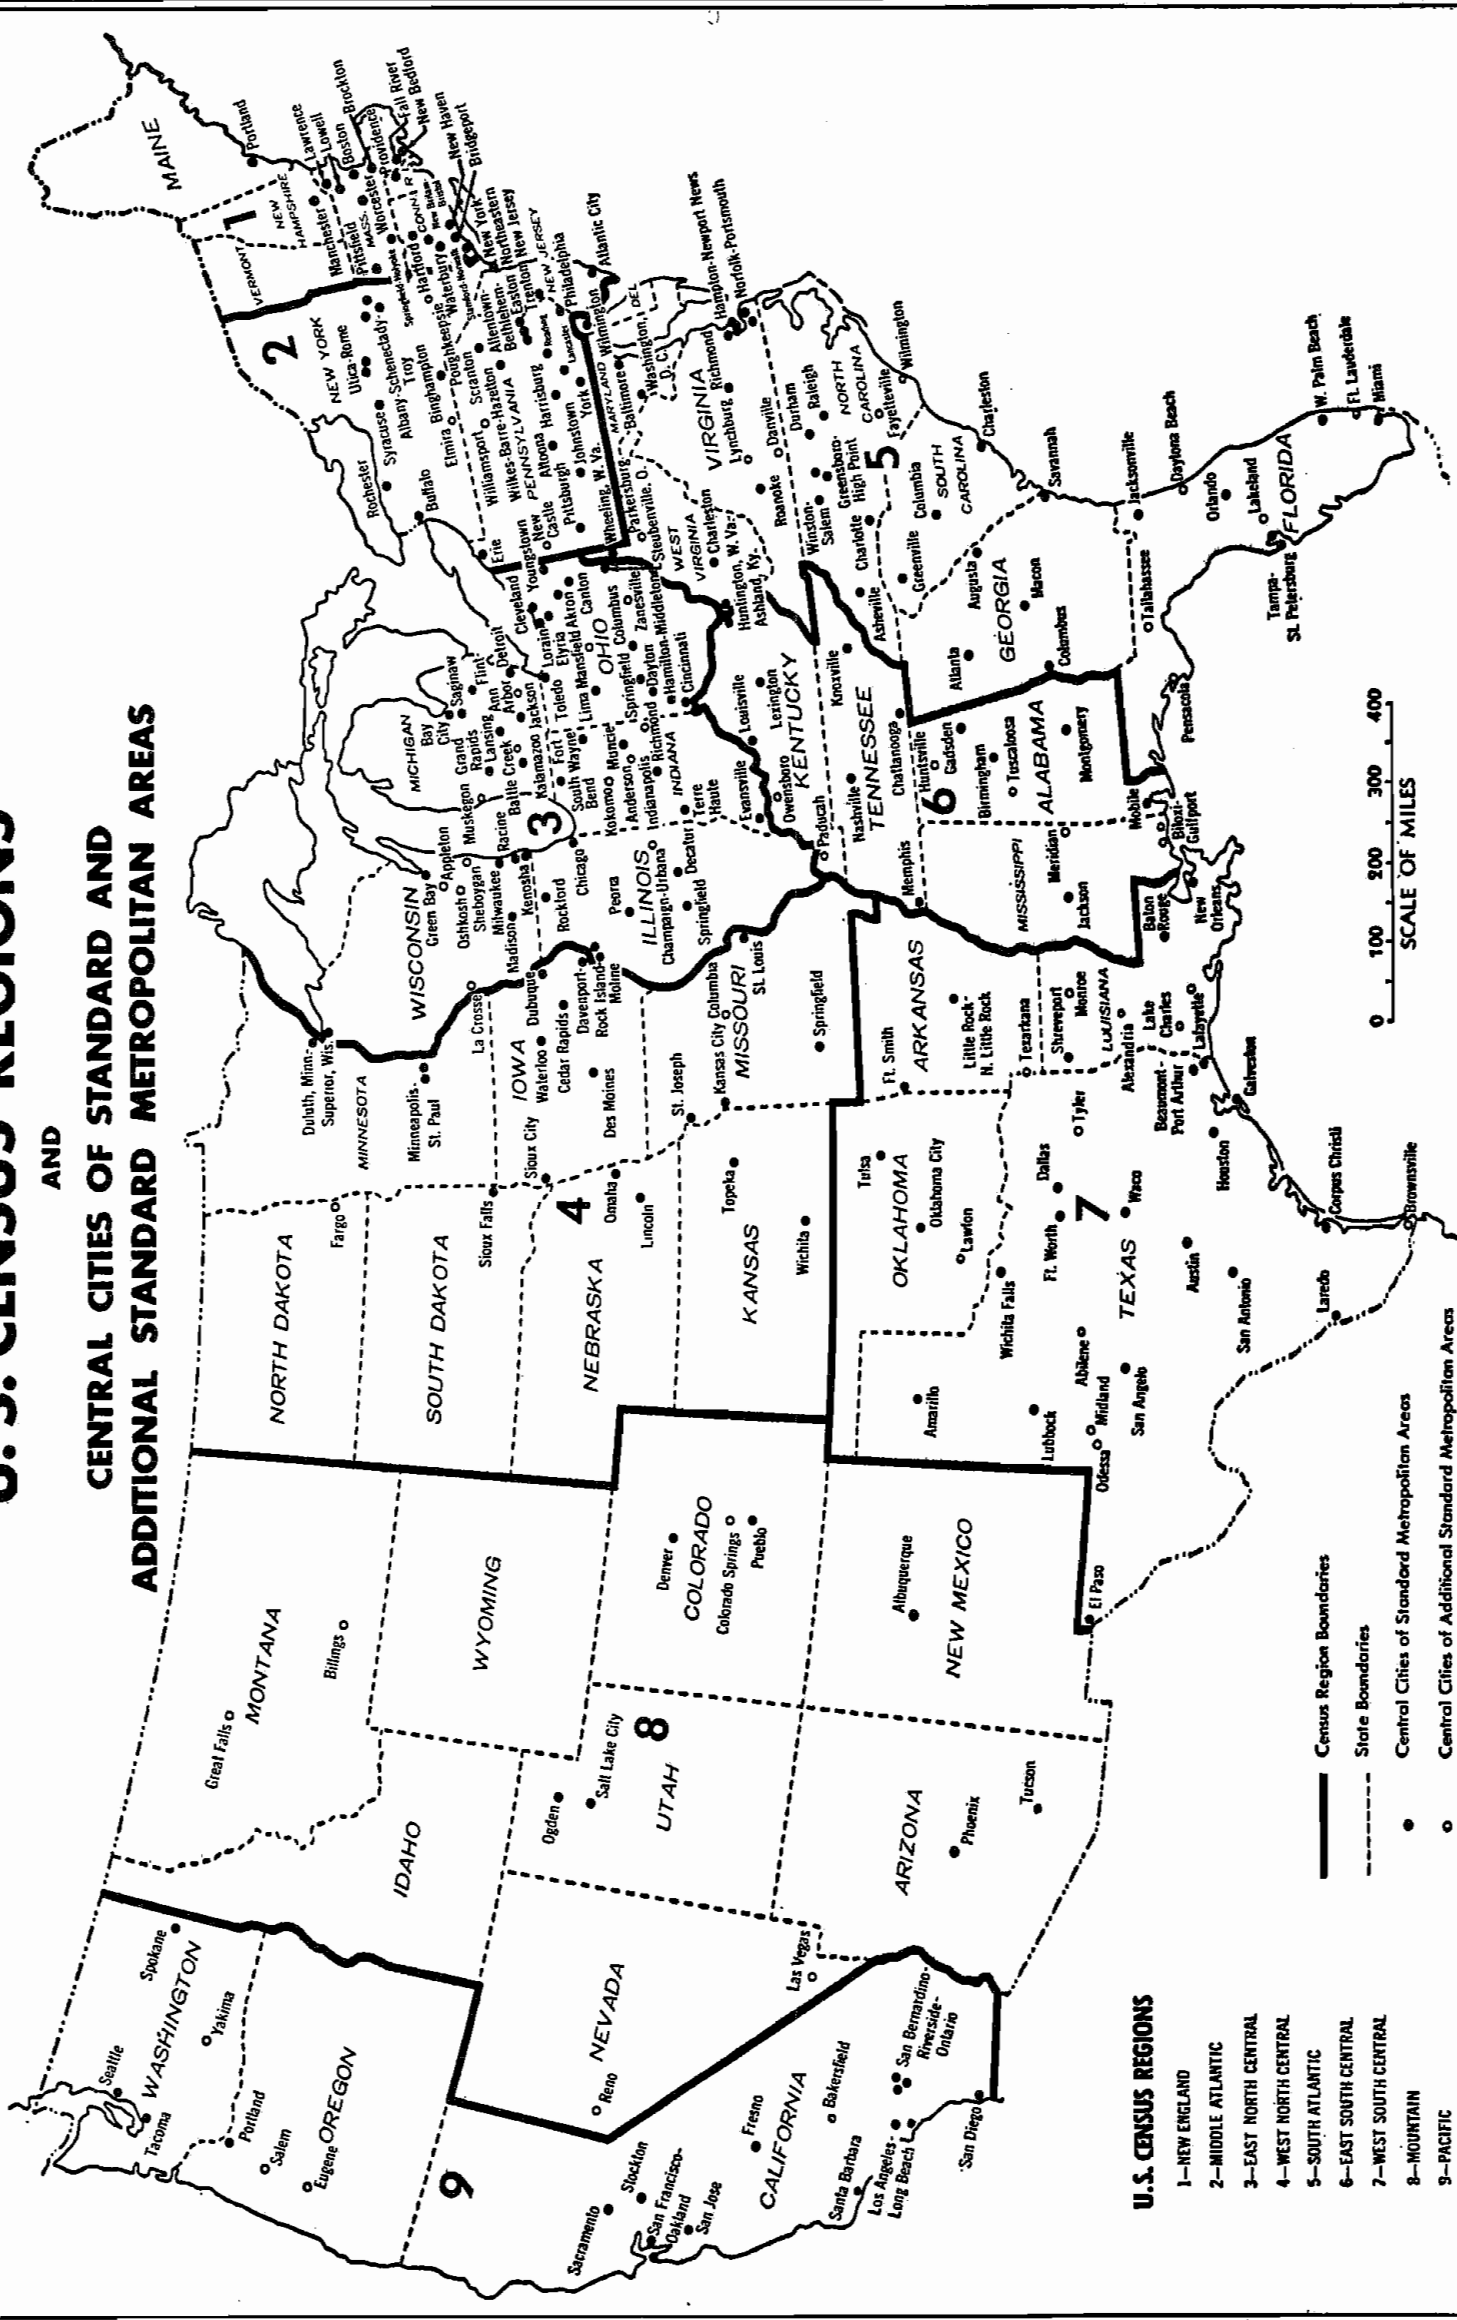 U. S. CENSUS REGIONS
AND
CENTRAL CITIES OF STANDARD AND
ADDITIONAL STANDARD METROPOLITAN AREAS
Seattle
Tacoma
Spokane
WASHINGTON
Yakima
Portland
Salem
Eugene
OREGON
9
Sacramento
Stockton
San Francisco-
Oakland
San Jose
Fresno
CALIFORNIA
Bakersfield
Santa Barbara
Los Angeles-
Long Beach
San Bernardino-
Riverside-
Ontario
San Diego
Reno
NEVADA
Las Vegas
IDAHO
Great Falls
MONTANA
Billings
WYOMING
Ogden
Salt Lake City
8
UTAH
Denver
COLORADO
Colorado Springs
Pueblo
ARIZONA
Phoenix
Tucson
Albuquerque
NEW MEXICO
El Paso
NORTH DAKOTA
Fargo
SOUTH DAKOTA
Sioux Falls
NEBRASKA
4
Omaha
Lincoln
KANSAS
Topeka
Wichita
Duluth, Minn.-
Superior, Wis.
MINNESOTA
Minneapolis-
St. Paul
IOWA
Sioux City
Waterloo
Dubuque
Cedar Rapids
Davenport-
Rock Island-
Moline
Des Moines
St. Joseph
Kansas City
Columbia
MISSOURI
St. Louis
Springfield
Tulsa
OKLAHOMA
Oklahoma City
Lawton
Wichita Falls
Amarillo
Lubbock
Abilene
Midland
Odessa
San Angelo
Ft. Worth
Dallas
Tyler
7
Waco
TEXAS
Austin
San Antonio
Houston
Galveston
Beaumont-
Port Arthur
Corpus Christi
Laredo
Brownsville
Ft. Smith
ARKANSAS
Little Rock-
N. Little Rock
Texarkana
Shreveport
Monroe
LOUISIANA
Alexandria
Lake
Charles
Lafayette
Baton
Rouge
New
Orleans
WISCONSIN
La Crosse
Green Bay
Appleton
Oshkosh
Sheboygan
Milwaukee
Madison
Racine
Kenosha
3
Rockford
Chicago
Peoria
ILLINOIS
Champaign-Urbana
Decatur
Springfield
MICHIGAN
Bay
City
Saginaw
Muskegon
Grand
Rapids
Lansing
Flint
Detroit
Ann
Arbor
Battle Creek
Jackson
Kalamazoo
South
Bend
Fort
Wayne
Kokomo
Muncie
Anderson
Indianapolis
Richmond
INDIANA
Terre
Haute
Evansville
Cleveland
Lorain
Elyria
Toledo
Akron
Canton
Mansfield
Lima
OHIO
Columbus
Zanesville
Springfield
Dayton
Hamilton-Middleton
Cincinnati
Youngstown
Steubenville, O.
Louisville
Lexington
KENTUCKY
Owensboro
Paducah
Nashville
Knoxville
TENNESSEE
Chattanooga
Memphis
6
Huntsville
Gadsden
Birmingham
Tuscaloosa
ALABAMA
Montgomery
Mobile
MISSISSIPPI
Meridian
Jackson
Biloxi-
Gulfport
MAINE
Portland
1
NEW
HAMPSHIRE
VERMONT
Manchester
Lawrence
Lowell
Boston
Brockton
Pittsfield
MASS.
Worcester
Providence
Fall River
New Bedford
R.I.
CONN.
Springfield-Holyoke
Hartford
New Britain-
Bristol
Waterbury
Stamford-Norwalk
New Haven
Bridgeport
2
NEW YORK
Utica-Rome
Albany-Schenectady-
Troy
Syracuse
Rochester
Buffalo
Binghampton
Elmira
Poughkeepsie
New York
Northeastern
New Jersey
NEW JERSEY
Trenton
Atlantic City
Scranton
Wilkes-Barre-Hazelton
Williamsport
Allentown-
Bethlehem-
Easton
PENNSYLVANIA
Erie
New
Castle
Altoona
Pittsburgh
Johnstown
Harrisburg
Reading
Lancaster
York
Philadelphia
Wilmington
DEL.
MARYLAND
Baltimore
Washington,
D. C.
Wheeling, W. Va.
Parkersburg
WEST
VIRGINIA
Charleston
Huntington, W. Va.-
Ashland, Ky.
VIRGINIA
Richmond
Lynchburg
Roanoke
Danville
Hampton-Newport News
Norfolk-Portsmouth
NORTH
CAROLINA
Durham
Raleigh
Greensboro-
High Point
Winston-
Salem
Charlotte
Asheville
Fayetteville
Wilmington
5
SOUTH
CAROLINA
Greenville
Columbia
Charleston
GEORGIA
Atlanta
Augusta
Macon
Columbus
Savannah
FLORIDA
Jacksonville
Tallahassee
Pensacola
Daytona Beach
Orlando
Lakeland
Tampa-
St. Petersburg
W. Palm Beach
Ft. Lauderdale
Miami
0 100 200 300 400
SCALE OF MILES
U.S. CENSUS REGIONS
1—NEW ENGLAND
2—MIDDLE ATLANTIC
3—EAST NORTH CENTRAL
4—WEST NORTH CENTRAL
5—SOUTH ATLANTIC
6—EAST SOUTH CENTRAL
7—WEST SOUTH CENTRAL
8—MOUNTAIN
9—PACIFIC
Census Region Boundaries
State Boundaries
Central Cities of Standard Metropolitan Areas
Central Cities of Additional Standard Metropolitan Areas